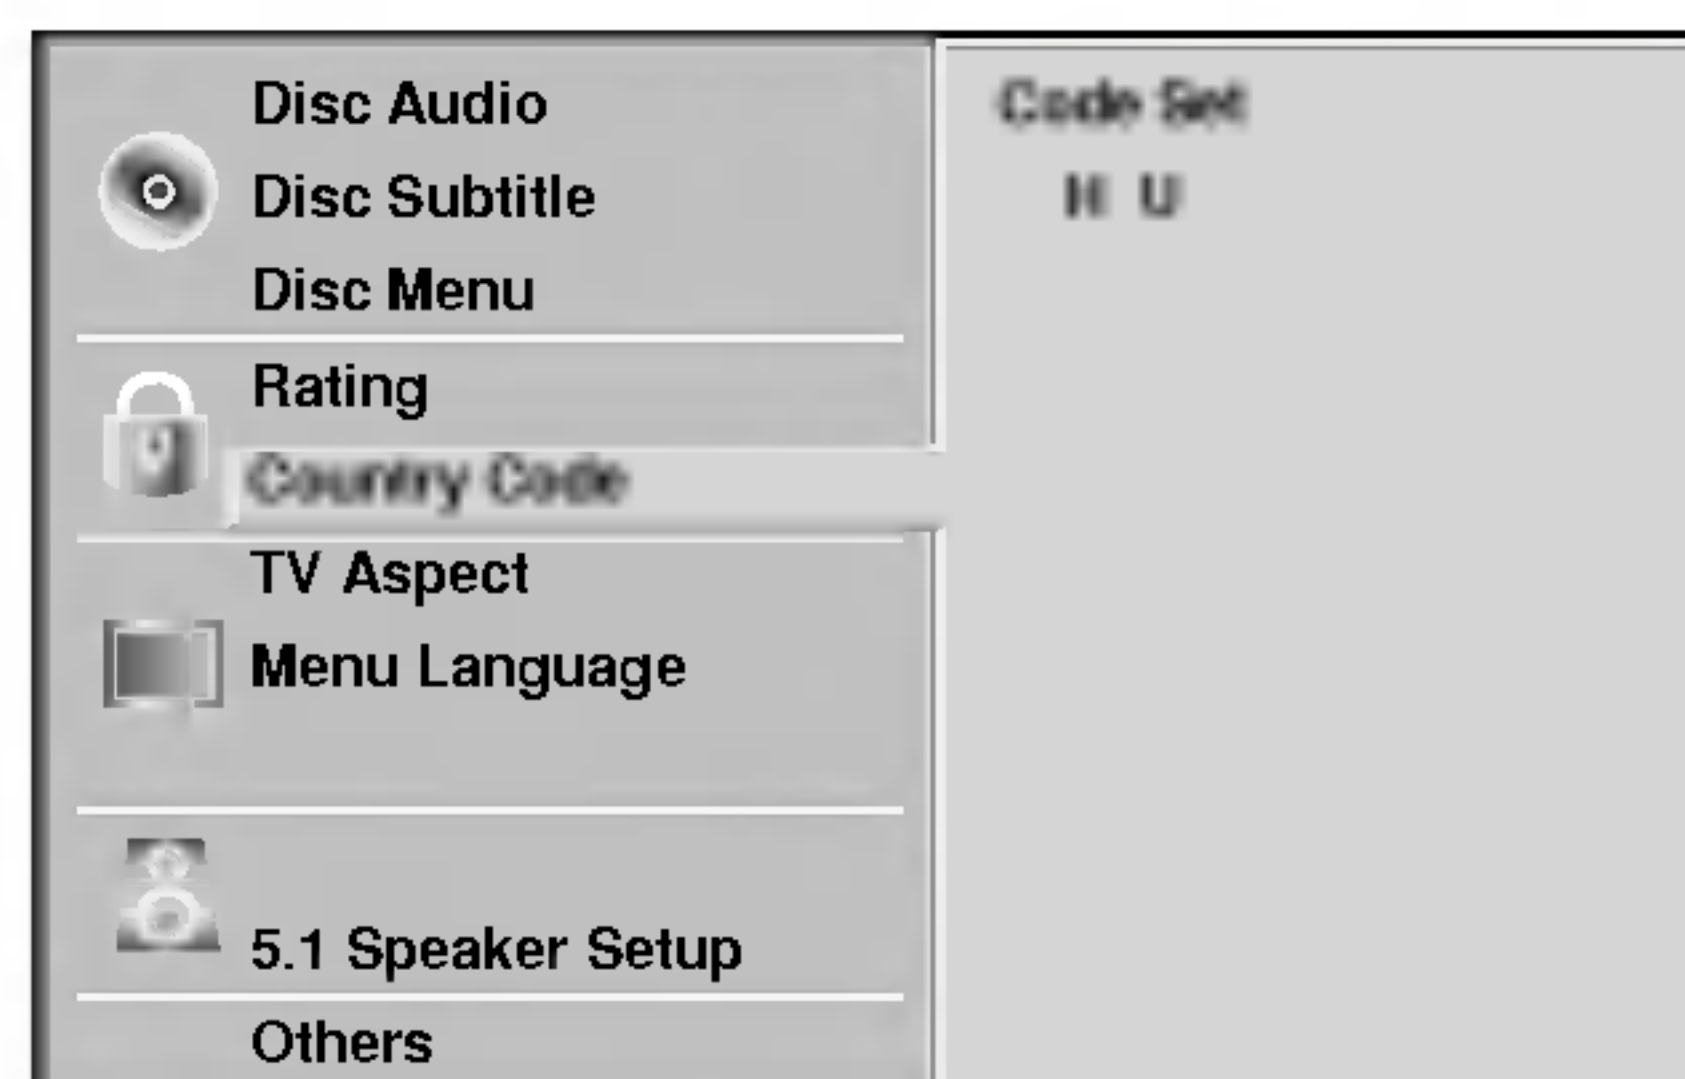 Disc Audio
Disc Subtitle
Disc Menu
Rating
Country Code
TV Aspect
Menu Language
5.1 Speaker Setup
Others
Code Set
H U